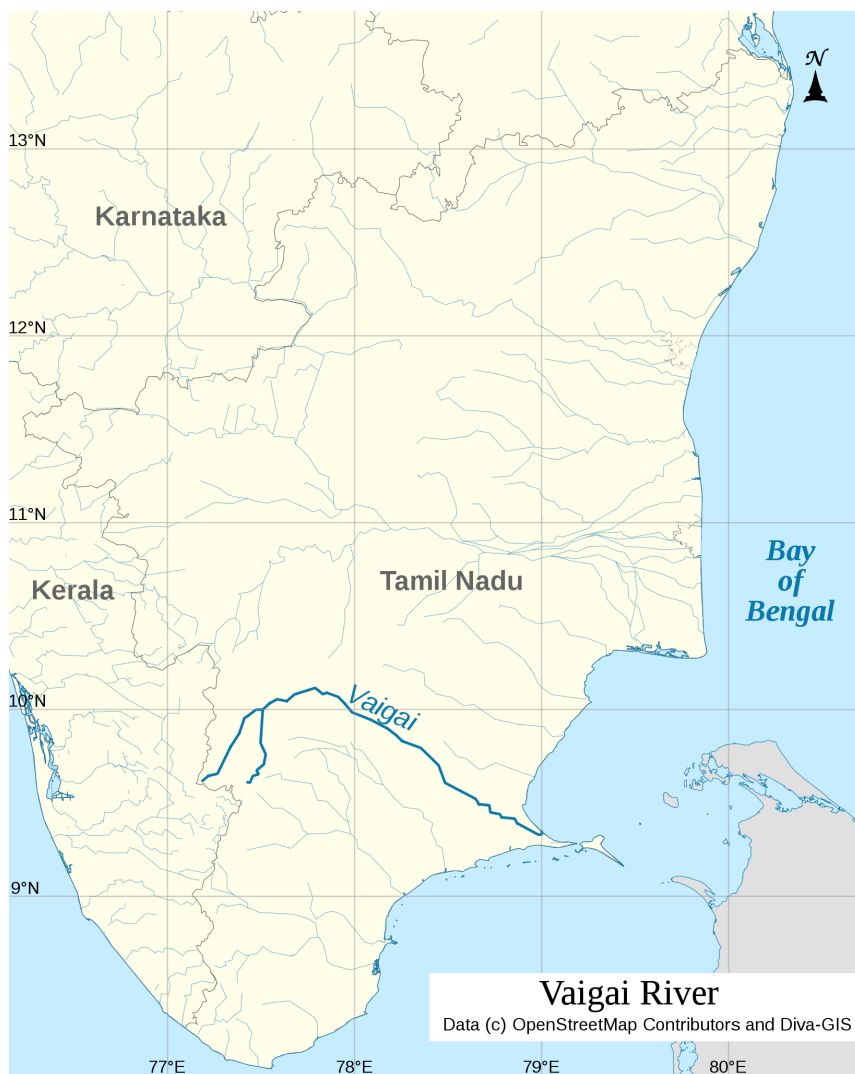 N
13°N
Karnataka
12°N
11°N
Bay
of
Bengal
Tamil Nadu
Kerala
10°N
Vaigai
9°N
Vaigai River
Data (c) OpenStreetMap Contributors and Diva-GIS
77°E
78°E
79°E
80°E